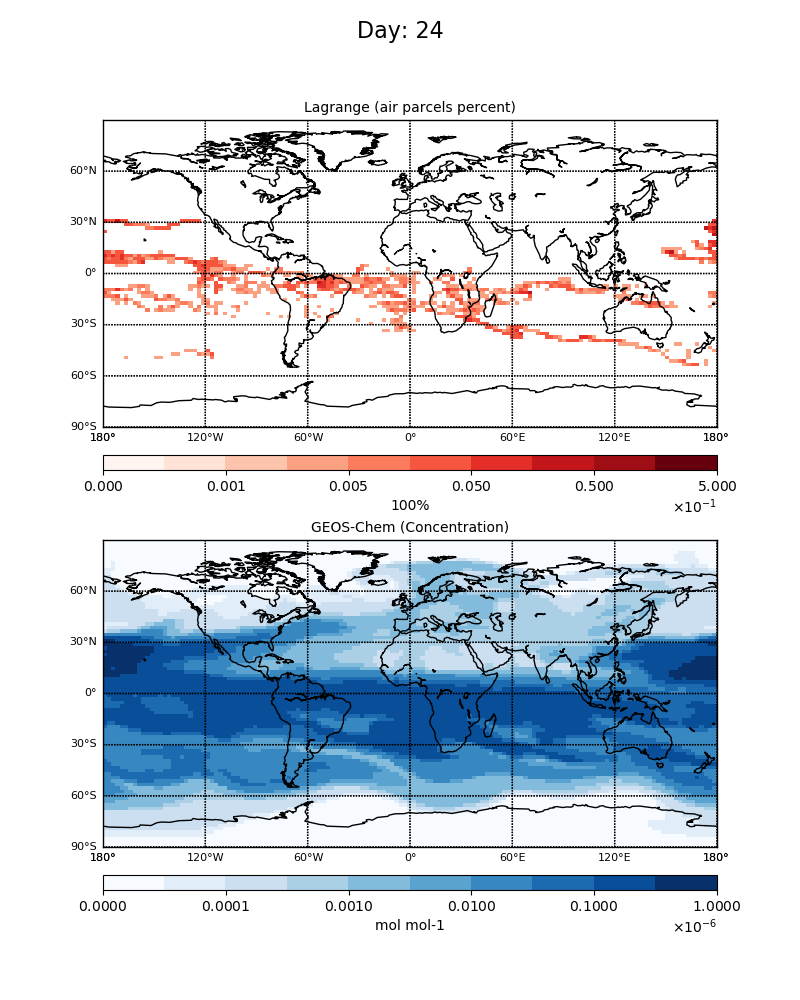 Day: 24
Lagrange (air parcels percent)
60°N
30°N
0°
30°S
60°S
90°S
180° 120°W 60°W 0° 60°E 120°E 180°
0.000 0.001 0.005 0.050 0.500 5.000
100% ×10⁻¹
GEOS-Chem (Concentration)
60°N
30°N
0°
30°S
60°S
90°S
180° 120°W 60°W 0° 60°E 120°E 180°
0.0000 0.0001 0.0010 0.0100 0.1000 1.0000
mol mol-1 ×10⁻⁶